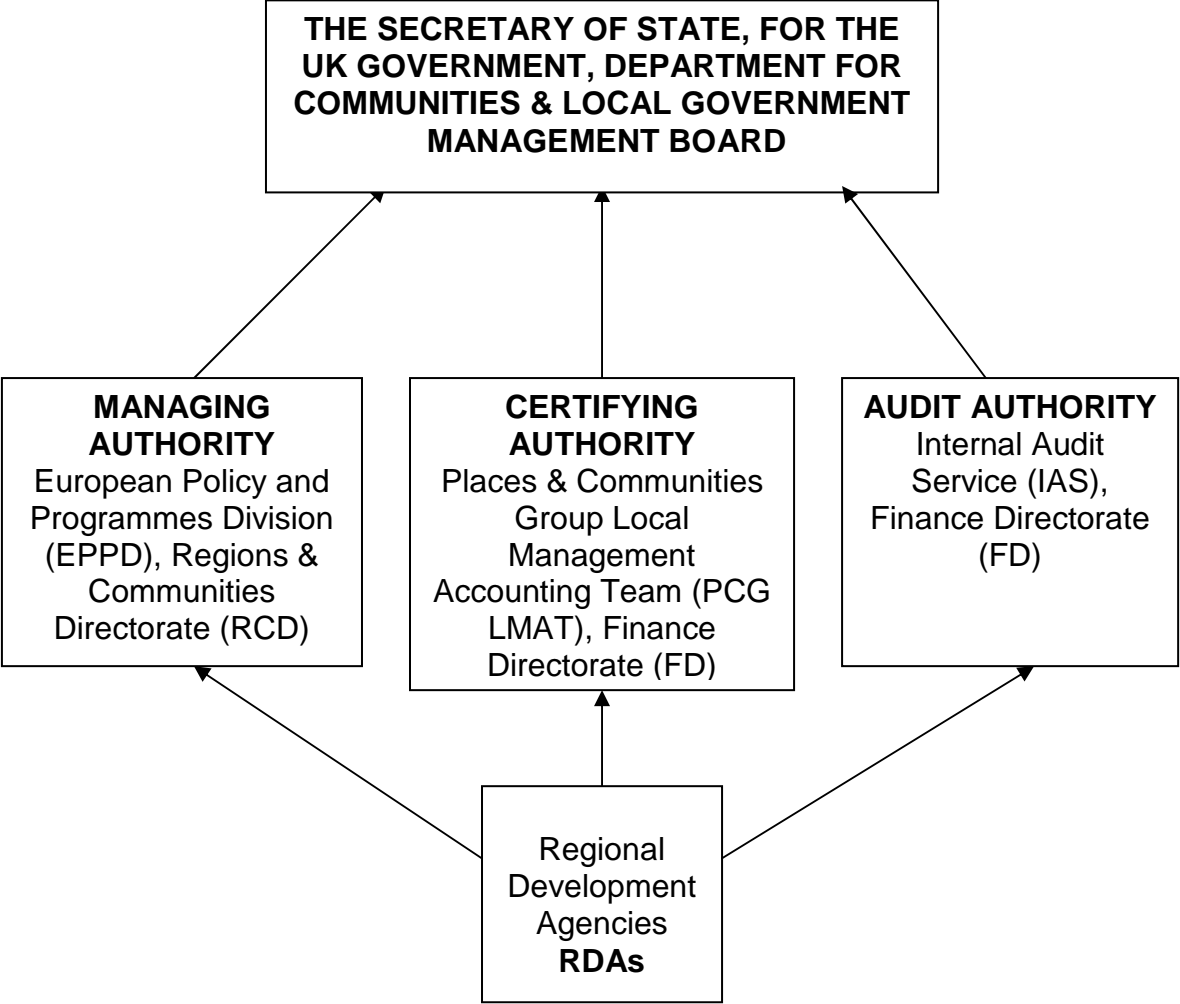 THE SECRETARY OF STATE, FOR THE
UK GOVERNMENT, DEPARTMENT FOR
COMMUNITIES & LOCAL GOVERNMENT
MANAGEMENT BOARD
MANAGING
AUTHORITY
European Policy and
Programmes Division
(EPPD), Regions &
Communities
Directorate (RCD)
CERTIFYING
AUTHORITY
Places & Communities
Group Local
Management
Accounting Team (PCG
LMAT), Finance
Directorate (FD)
AUDIT AUTHORITY
Internal Audit
Service (IAS),
Finance Directorate
(FD)
Regional
Development
Agencies
RDAs